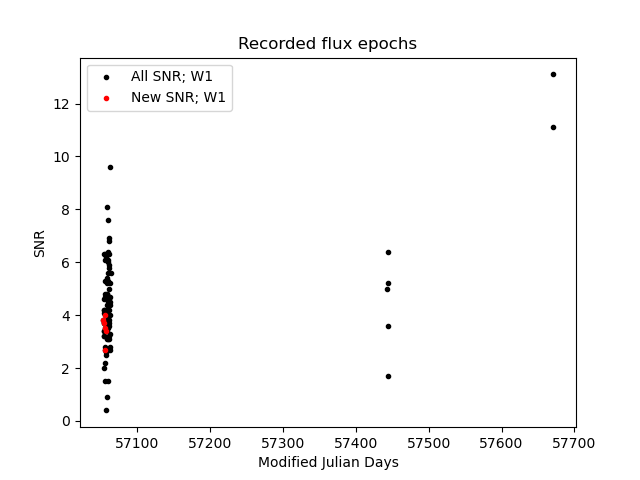 Recorded flux epochs
All SNR; W1
New SNR; W1
SNR
12
10
8
6
4
2
0
57100 57200 57300 57400 57500 57600 57700
Modified Julian Days